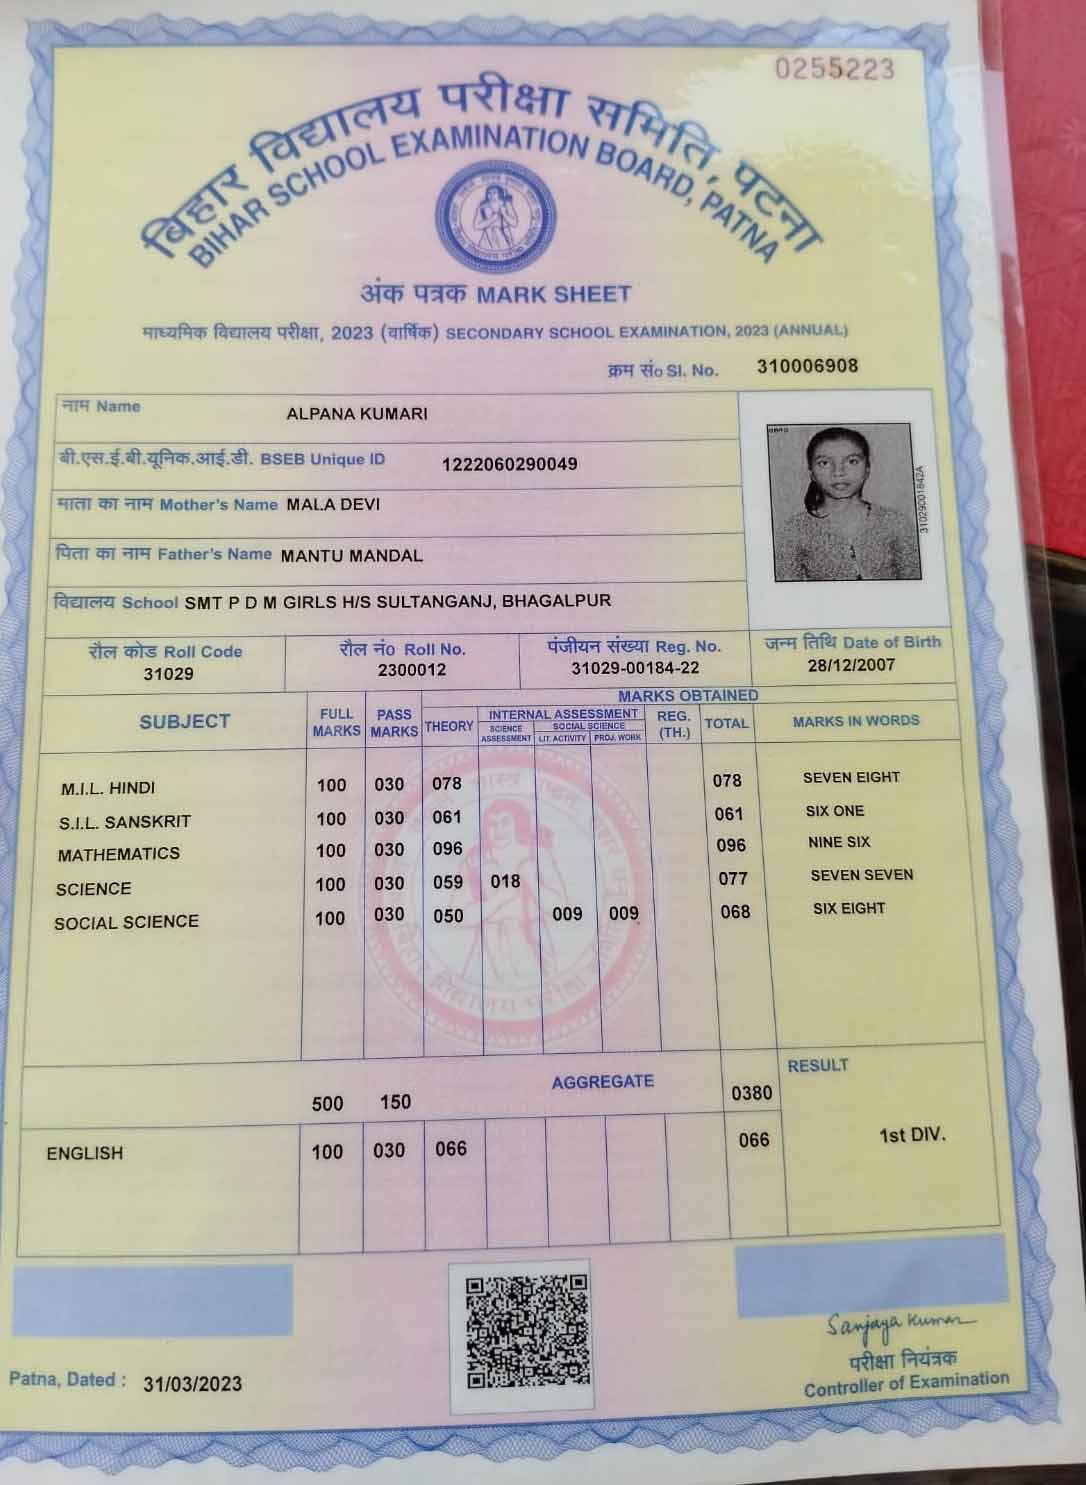 0255223
बिहार विद्यालय परीक्षा समिति, पटना
BIHAR SCHOOL EXAMINATION BOARD, PATNA
अंक पत्रक MARK SHEET
माध्यमिक विद्यालय परीक्षा, 2023 (वार्षिक) SECONDARY SCHOOL EXAMINATION, 2023 (ANNUAL)
क्रम सं० Sl. No. 310006908
नाम Name ALPANA KUMARI
बी.एस.ई.बी.यूनिक.आई.डी. BSEB Unique ID 1222060290049
माता का नाम Mother's Name MALA DEVI
पिता का नाम Father's Name MANTU MANDAL
विद्यालय School SMT P D M GIRLS H/S SULTANGANJ, BHAGALPUR
31029001842A
रौल कोड Roll Code रौल नं० Roll No. पंजीयन संख्या Reg. No. जन्म तिथि Date of Birth
31029 2300012 31029-00184-22 28/12/2007
MARKS OBTAINED
SUBJECT FULL MARKS PASS MARKS THEORY INTERNAL ASSESSMENT REG. (TH.) TOTAL MARKS IN WORDS
SCIENCE ASSESSMENT SOCIAL SCIENCE
LIT. ACTIVITY PROJ. WORK
M.I.L. HINDI 100 030 078 078 SEVEN EIGHT
S.I.L. SANSKRIT 100 030 061 061 SIX ONE
MATHEMATICS 100 030 096 096 NINE SIX
SCIENCE 100 030 059 018 077 SEVEN SEVEN
SOCIAL SCIENCE 100 030 050 009 009 068 SIX EIGHT
500 150 AGGREGATE 0380 RESULT
ENGLISH 100 030 066 066 1st DIV.
Sanjaya Kumar
परीक्षा नियंत्रक
Controller of Examination
Patna, Dated : 31/03/2023